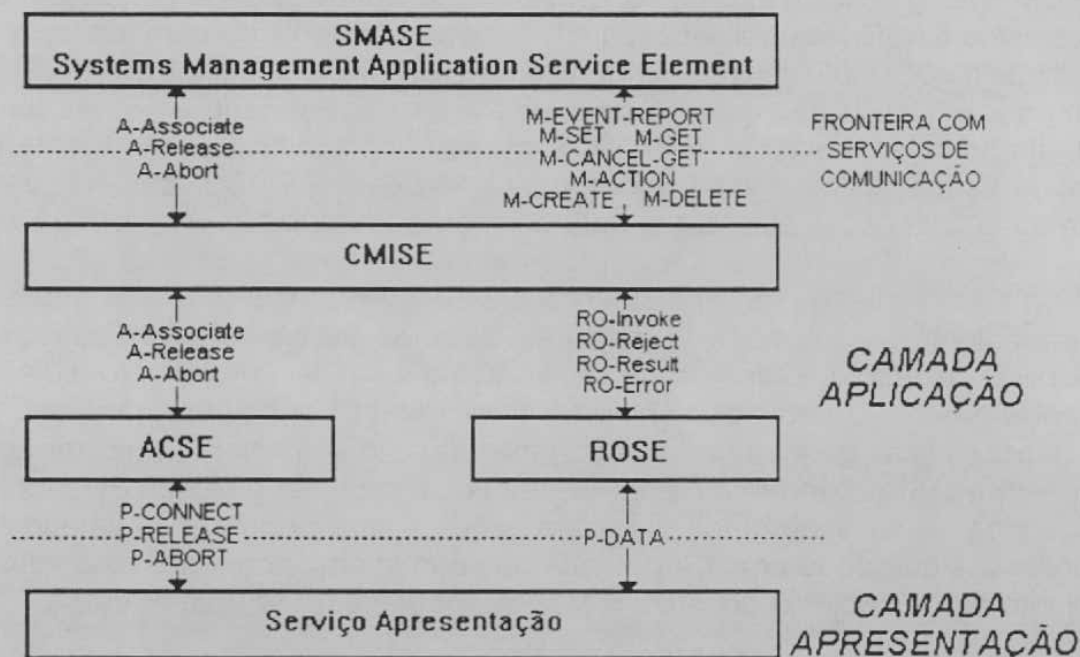 SMASE
Systems Management Application Service Element
A-Associate
A-Release
A-Abort
M-EVENT-REPORT
M-SET M-GET
M-CANCEL-GET
M-ACTION
M-CREATE , M-DELETE
FRONTEIRA COM
SERVIÇOS DE
COMUNICAÇÃO
CMISE
A-Associate
A-Release
A-Abort
RO-Invoke
RO-Reject
RO-Result
RO-Error
CAMADA
APLICAÇÃO
ACSE
ROSE
P-CONNECT
P-RELEASE
P-ABORT
P-DATA
Serviço Apresentação
CAMADA
APRESENTAÇÃO